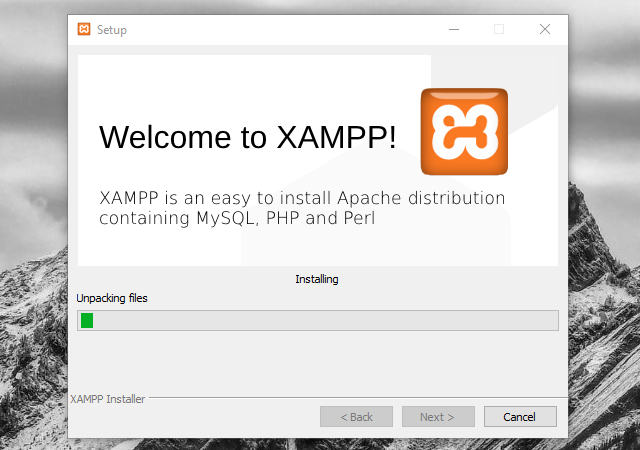 Setup
Welcome to XAMPP!
XAMPP is an easy to install Apache distribution
containing MySQL, PHP and Perl
Installing
Unpacking files
XAMPP Installer
< Back Next > Cancel